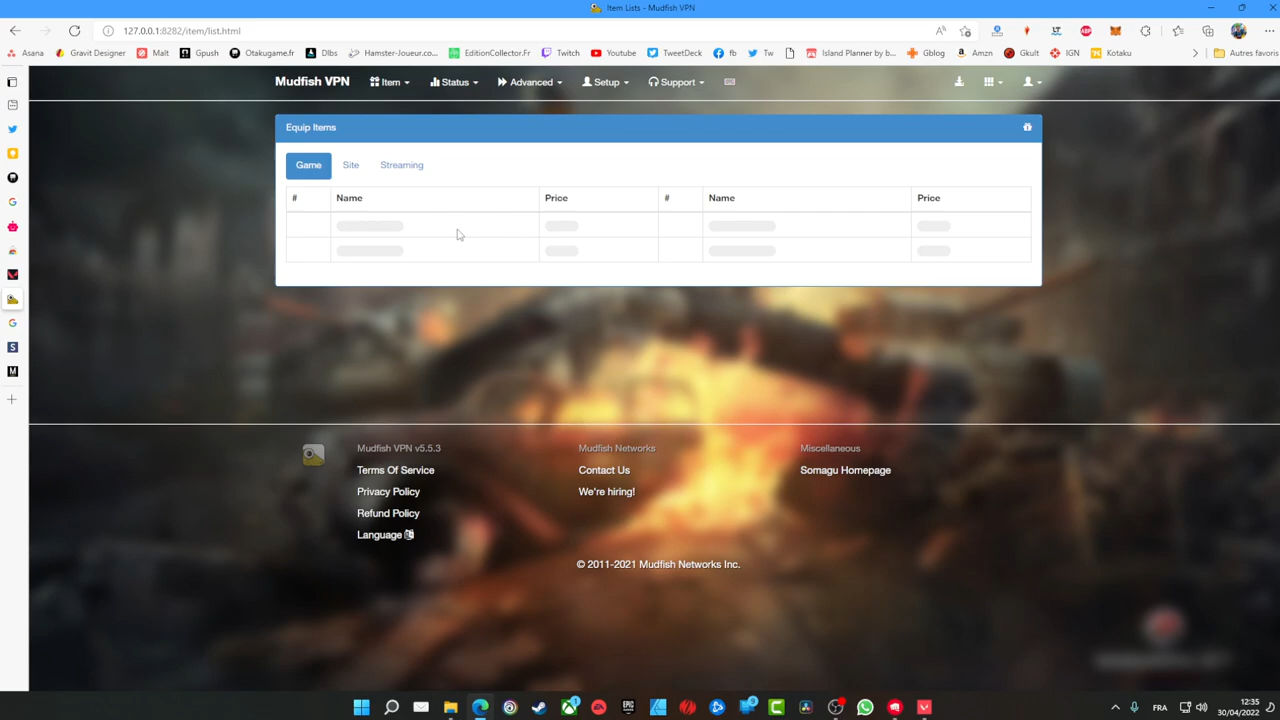 Item Lists - Mudfish VPN
127.0.0.1:8282/item/list.html
Asana Gravit Designer Malt Gpush Otakugame.fr Dlbs Hamster-Joueur.co... EditionCollector.Fr Twitch Youtube TweetDeck fb Tw Island Planner by b... Gblog Amzn Gkult IGN Kotaku Autres favoris
Mudfish VPN Item Status Advanced Setup Support
Equip Items
Game Site Streaming
# Name Price # Name Price
Mudfish VPN v5.5.3 Mudfish Networks Miscellaneous
Terms Of Service Contact Us Somagu Homepage
Privacy Policy We're hiring!
Refund Policy
Language
© 2011-2021 Mudfish Networks Inc.
FRA 12:35
30/04/2022